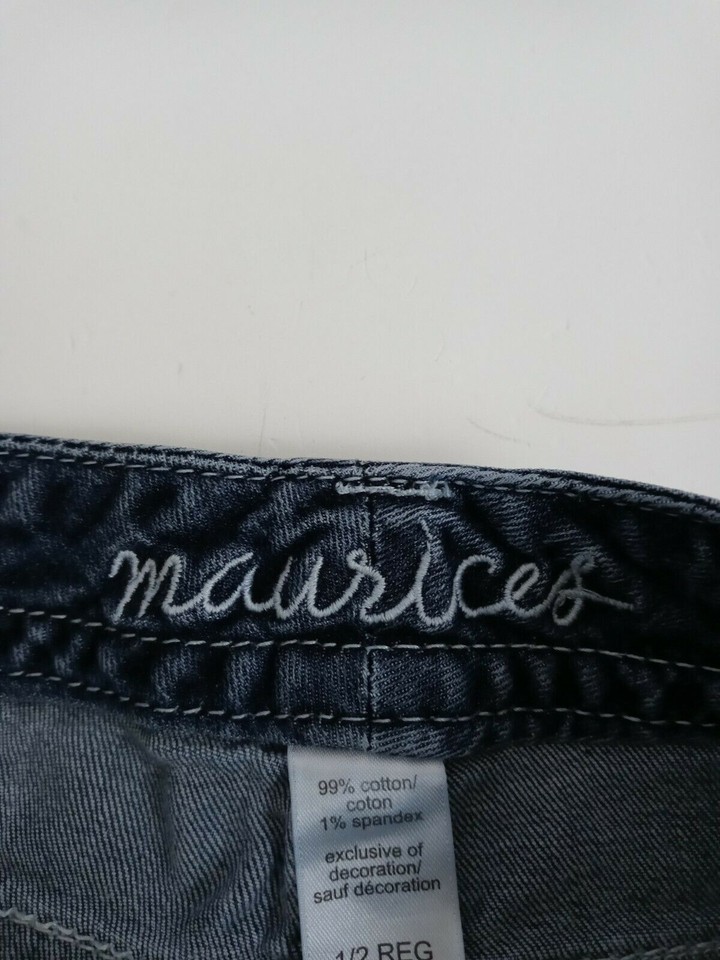 maurices
99% cotton/
coton
1% spandex
exclusive of
decoration/
sauf décoration
1/2 REG